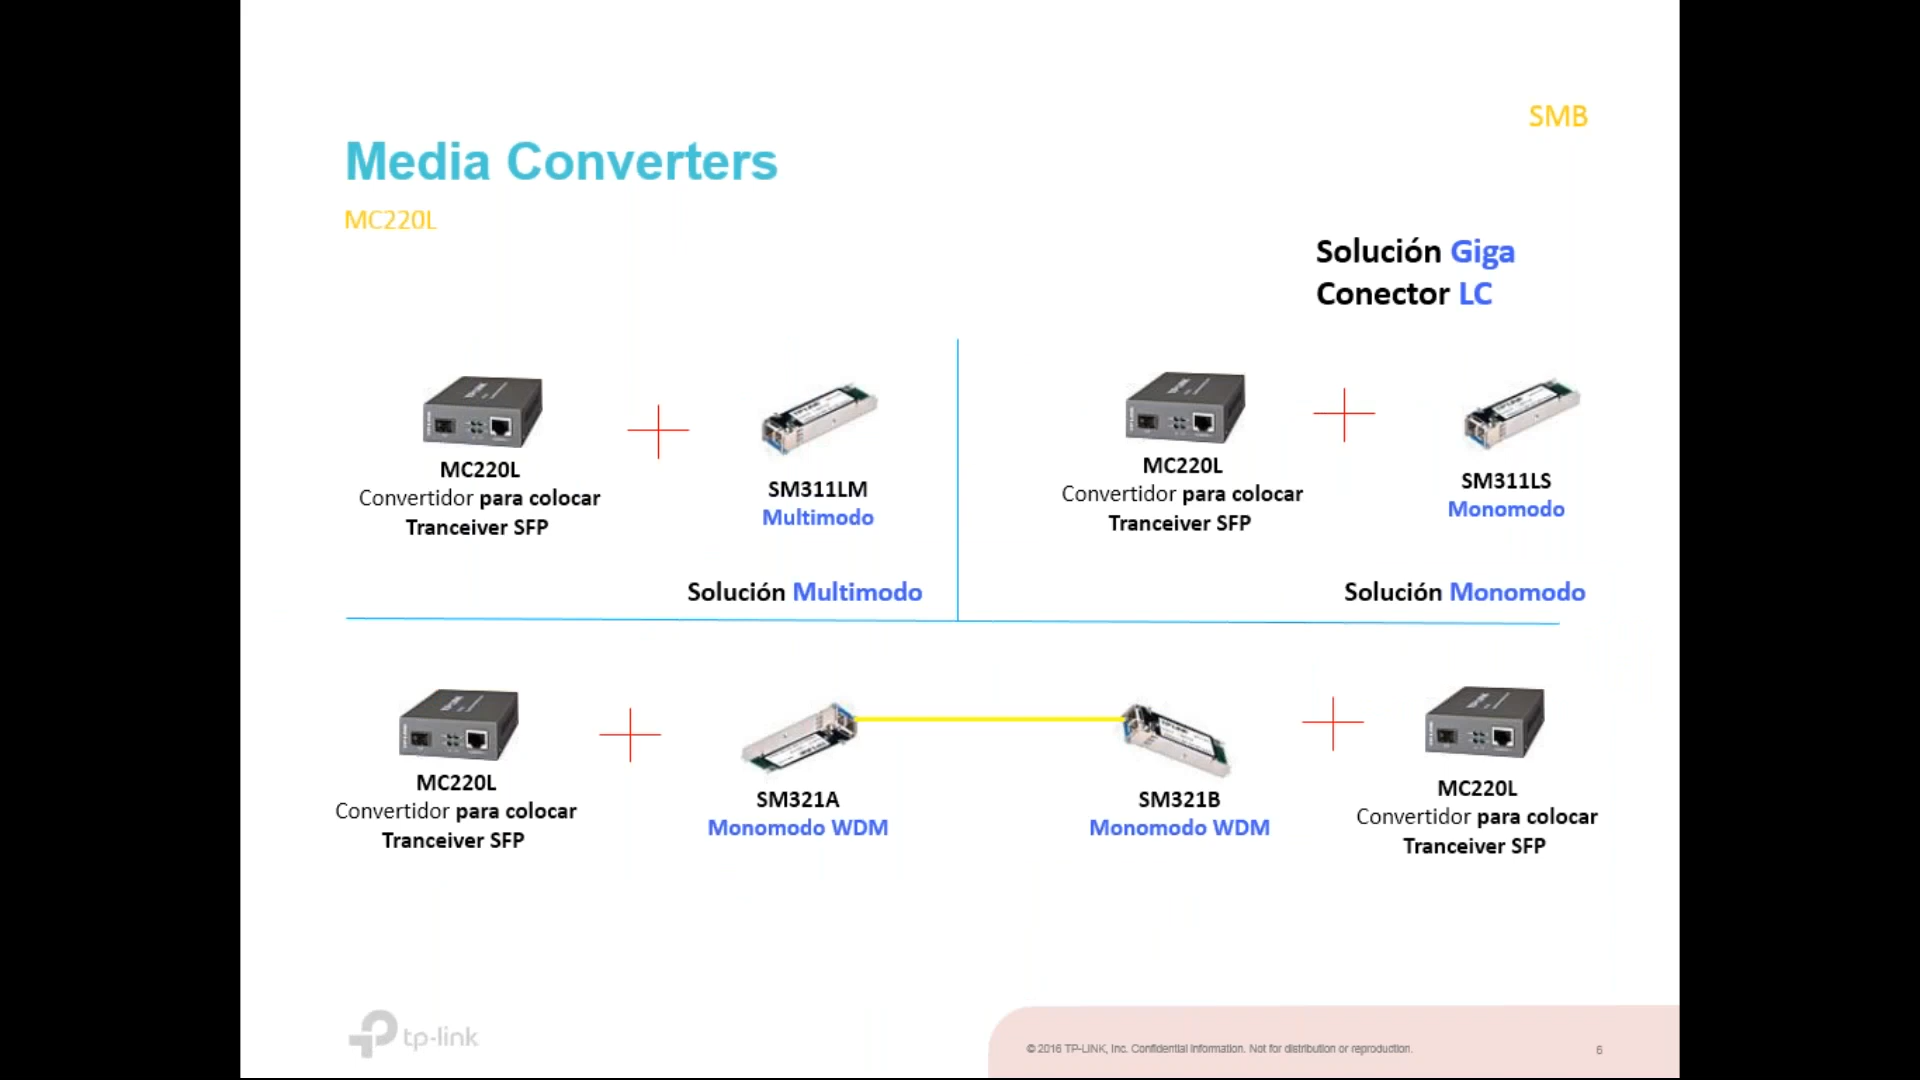 SMB
Media Converters
MC220L
Solución Giga
Conector LC
MC220L
Convertidor para colocar
Tranceiver SFP
SM311LM
Multimodo
Solución Multimodo
MC220L
Convertidor para colocar
Tranceiver SFP
SM311LS
Monomodo
Solución Monomodo
MC220L
Convertidor para colocar
Tranceiver SFP
SM321A
Monomodo WDM
SM321B
Monomodo WDM
MC220L
Convertidor para colocar
Tranceiver SFP
tp-link
© 2016 TP-LINK, Inc. Confidential Information. Not for distribution or reproduction.
6